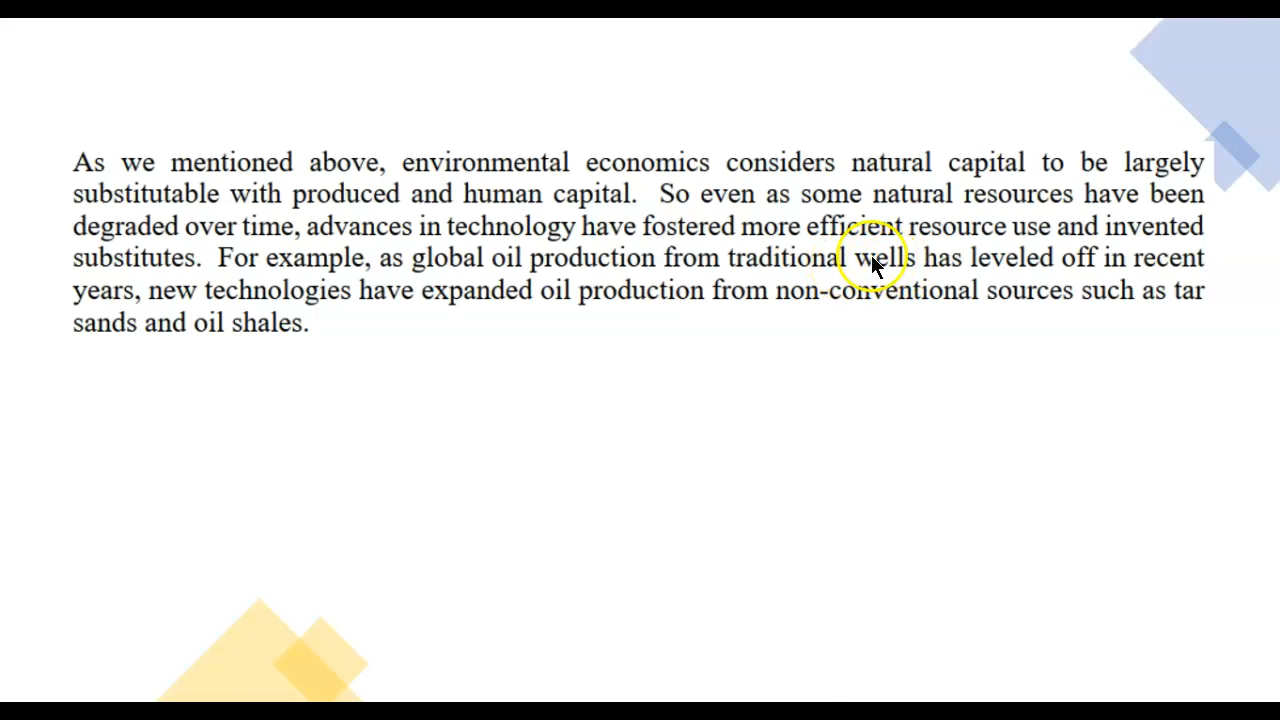 As we mentioned above, environmental economics considers natural capital to be largely
substitutable with produced and human capital. So even as some natural resources have been
degraded over time, advances in technology have fostered more efficient resource use and invented
substitutes. For example, as global oil production from traditional wells has leveled off in recent
years, new technologies have expanded oil production from non-conventional sources such as tar
sands and oil shales.